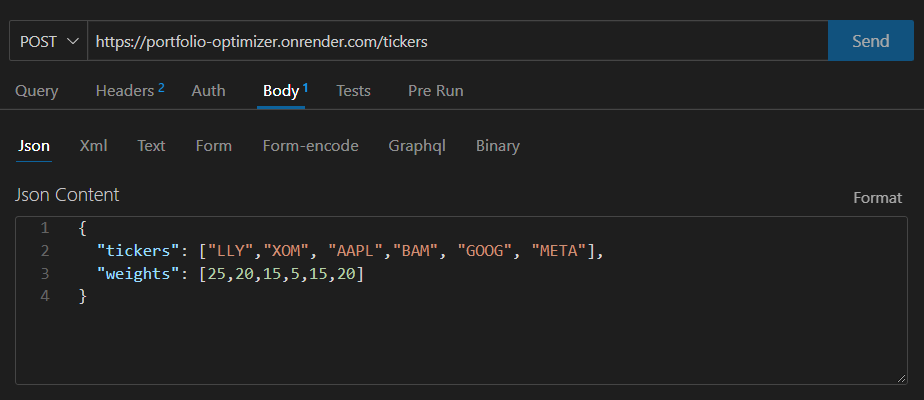 POST https://portfolio-optimizer.onrender.com/tickers Send
Query Headers 2 Auth Body 1 Tests Pre Run
Json Xml Text Form Form-encode Graphql Binary
Json Content Format
1 {
2 "tickers": ["LLY","XOM", "AAPL","BAM", "GOOG", "META"],
3 "weights": [25,20,15,5,15,20]
4 }